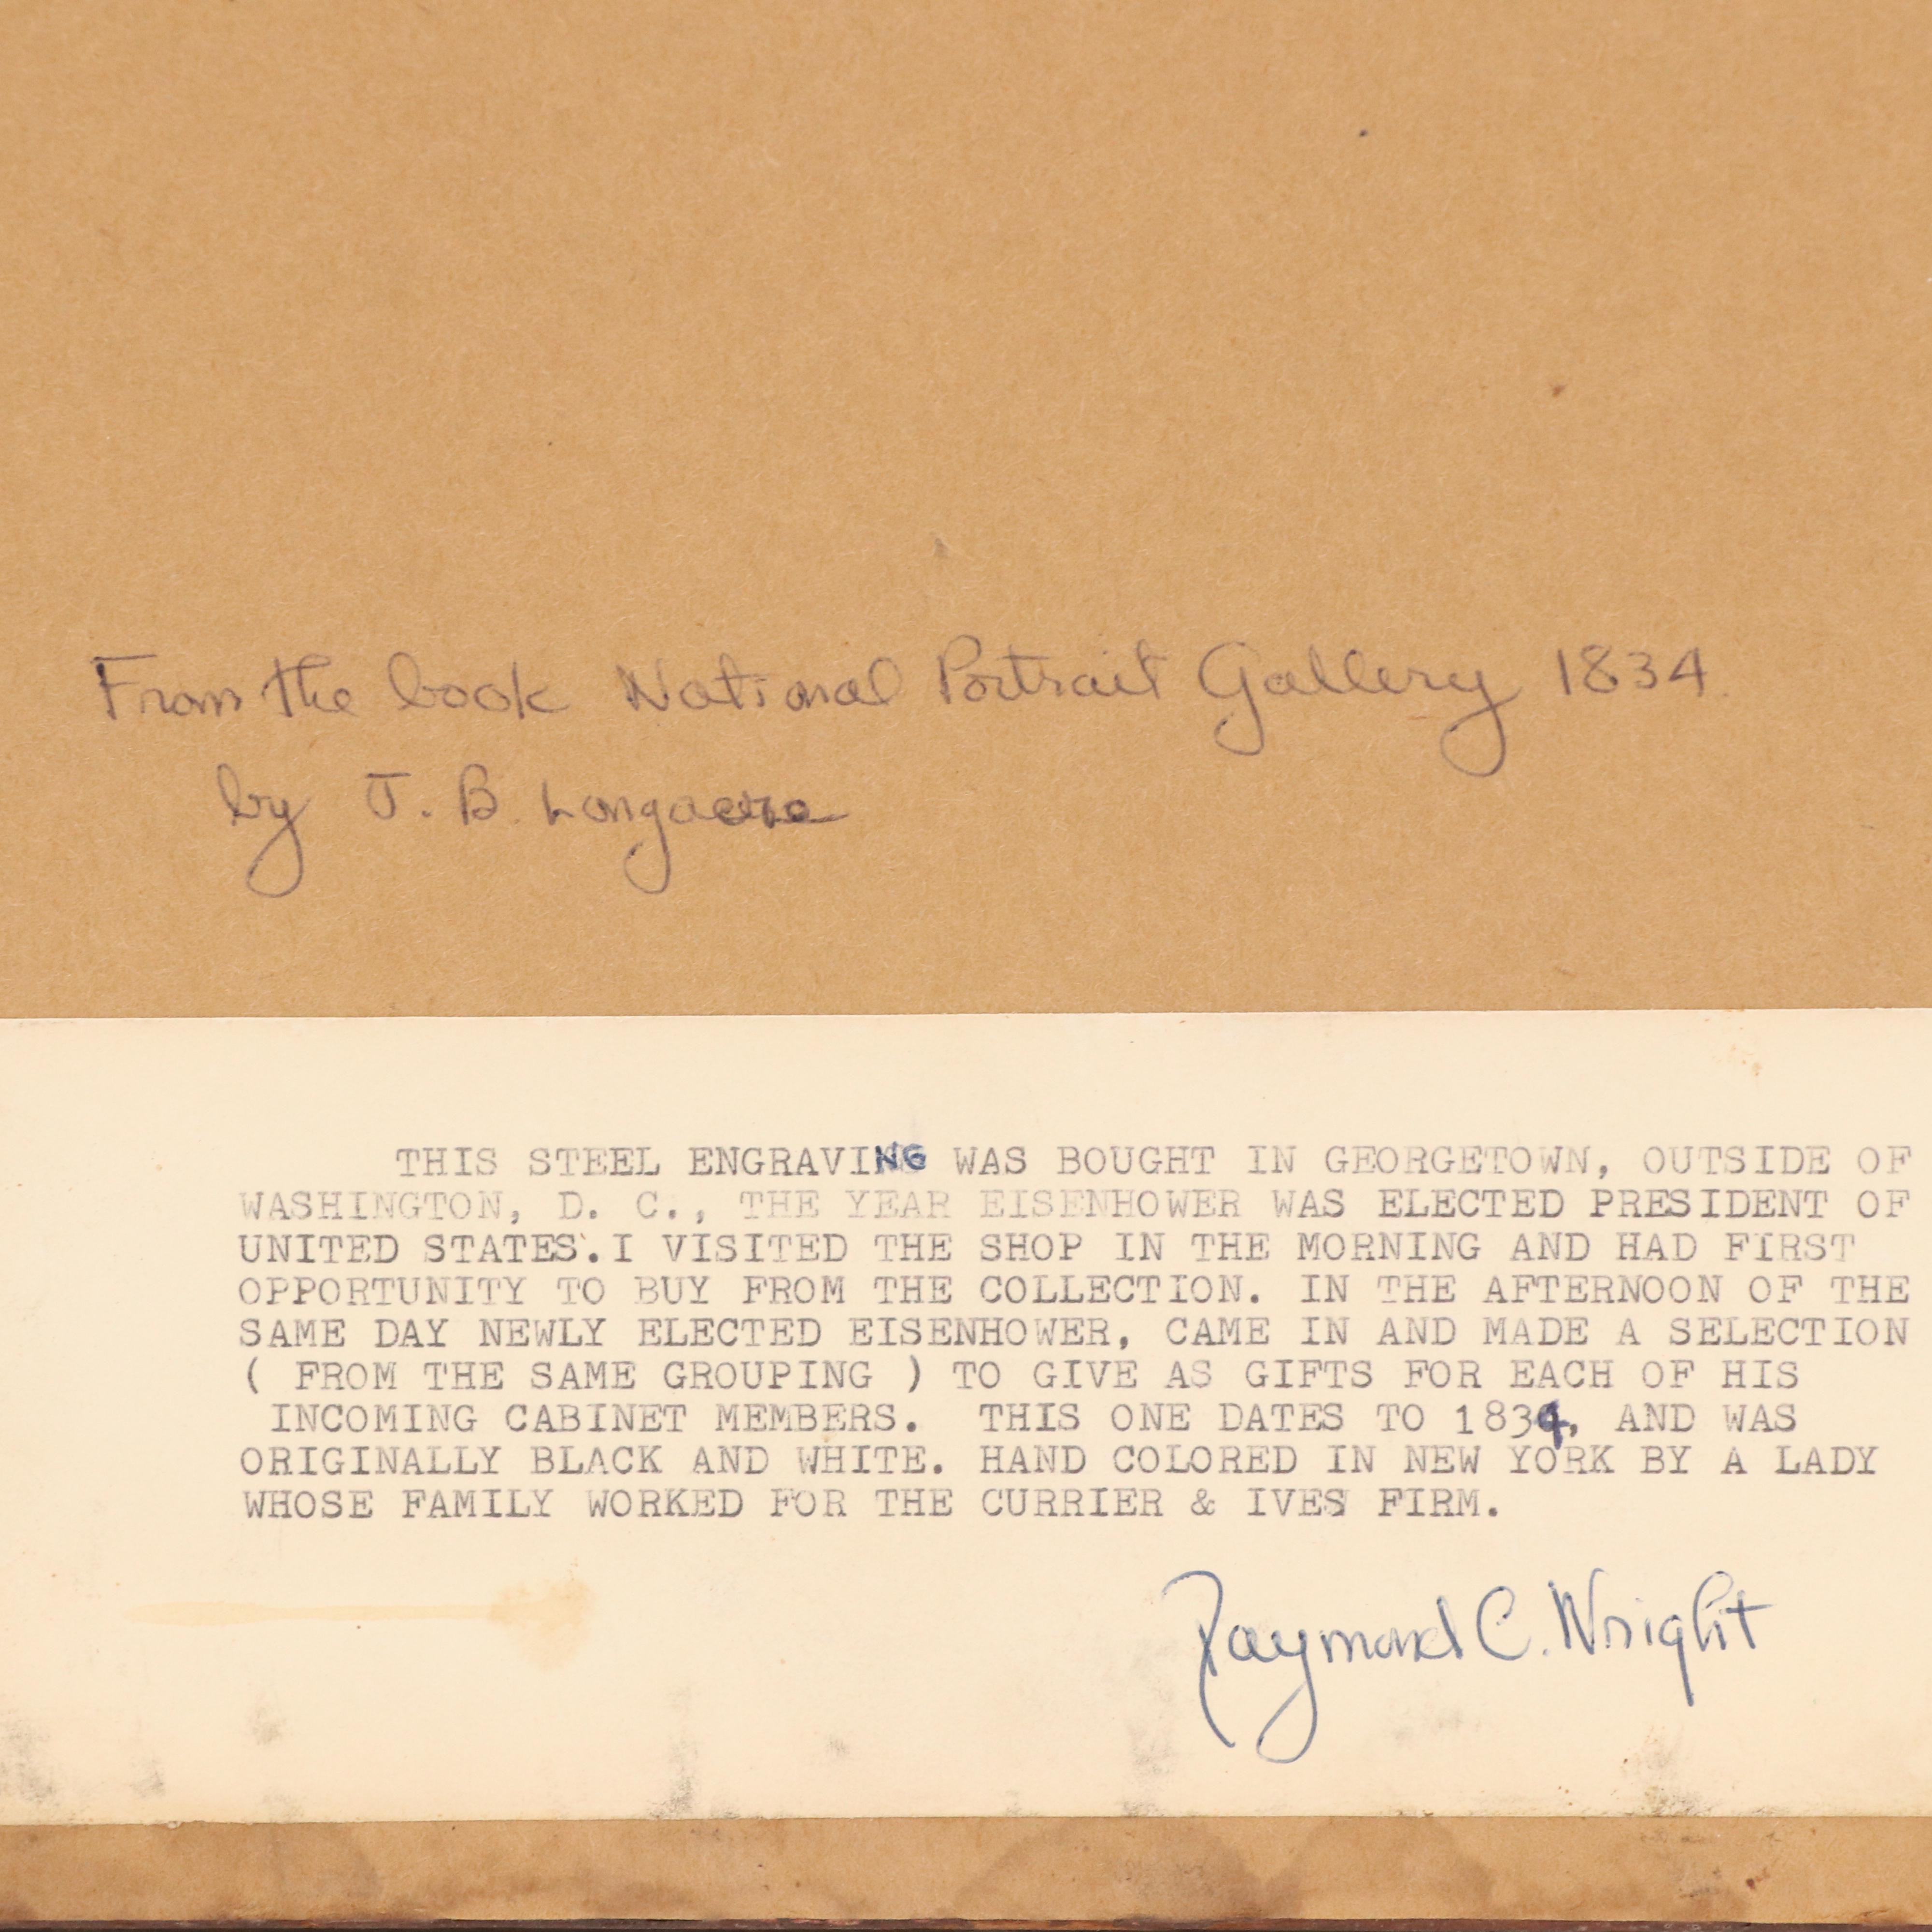 From the book National Portrait Gallery 1834.
by J. B. Longacre
THIS STEEL ENGRAVING WAS BOUGHT IN GEORGETOWN, OUTSIDE OF
WASHINGTON, D. C., THE YEAR EISENHOWER WAS ELECTED PRESIDENT OF
UNITED STATES.I VISITED THE SHOP IN THE MORNING AND HAD FIRST
OPPORTUNITY TO BUY FROM THE COLLECTION. IN THE AFTERNOON OF THE
SAME DAY NEWLY ELECTED EISENHOWER, CAME IN AND MADE A SELECTION
( FROM THE SAME GROUPING ) TO GIVE AS GIFTS FOR EACH OF HIS
INCOMING CABINET MEMBERS. THIS ONE DATES TO 1834, AND WAS
ORIGINALLY BLACK AND WHITE. HAND COLORED IN NEW YORK BY A LADY
WHOSE FAMILY WORKED FOR THE CURRIER & IVES FIRM.
Raymond C. Wright